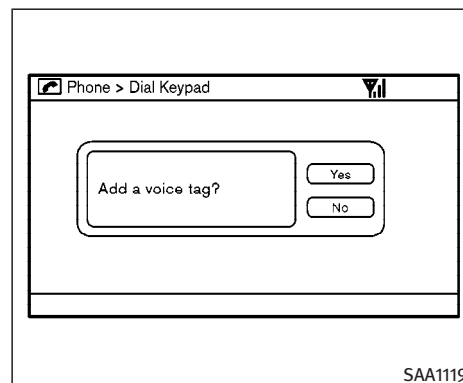 Phone > Dial Keypad
Add a voice tag?
Yes
No
SAA1119